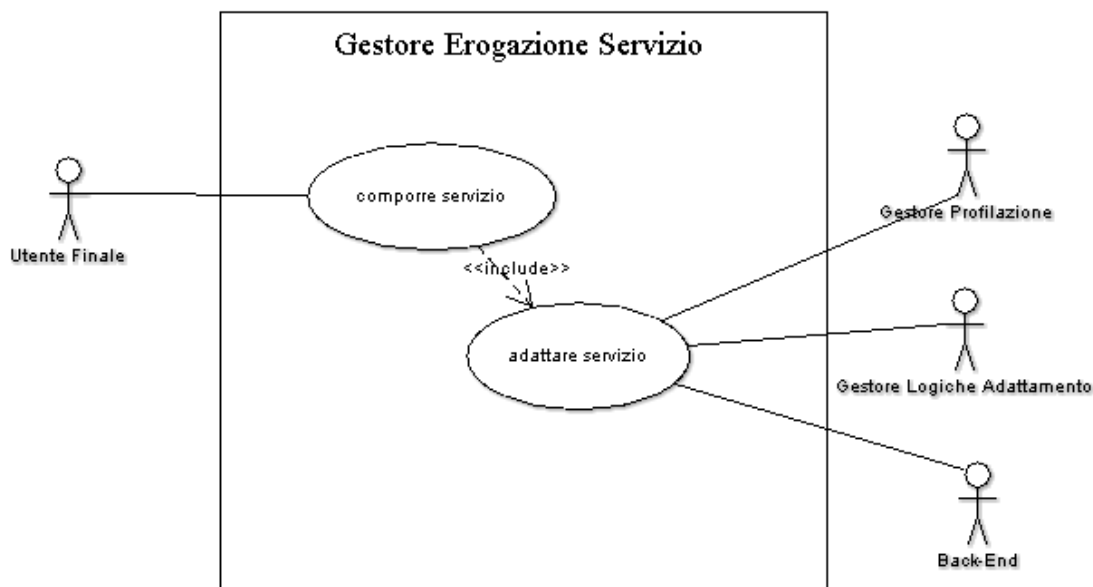 Gestore Erogazione Servizio
comporre servizio
Utente Finale
<<include>>
adattare servizio
Gestore Profilazione
Gestore Logiche Adattamento
Back-End